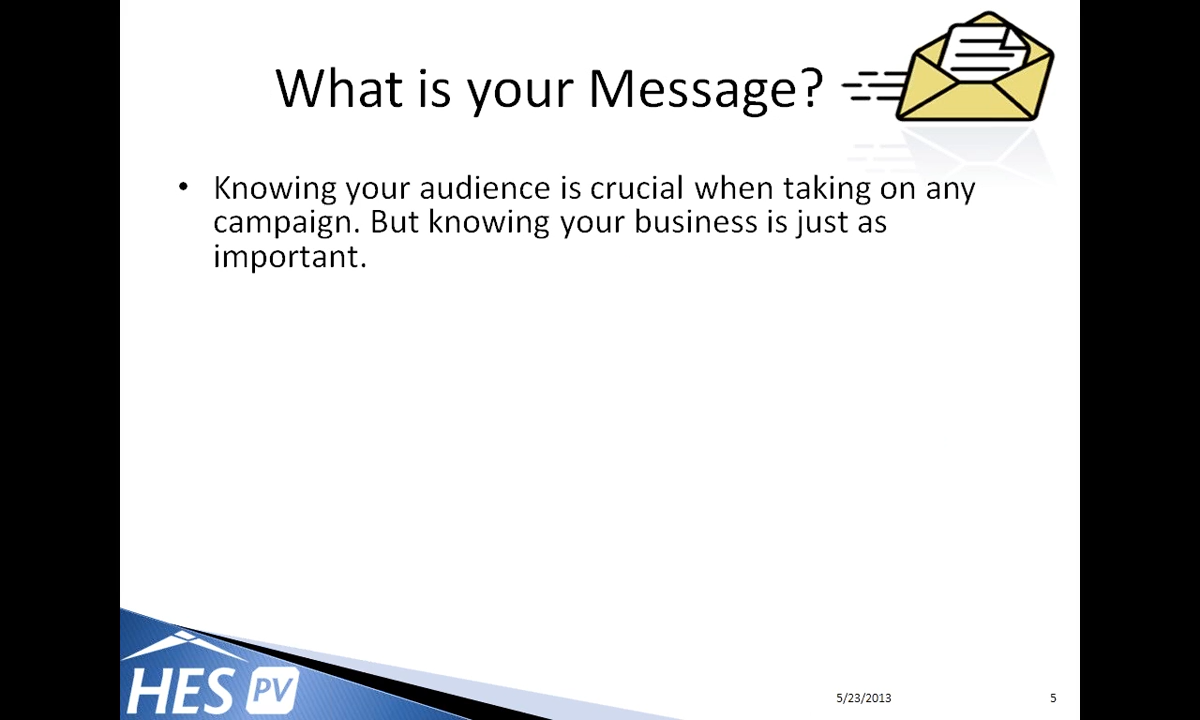 What is your Message?
• Knowing your audience is crucial when taking on any
campaign. But knowing your business is just as
important.
HES PV
5/23/2013
5